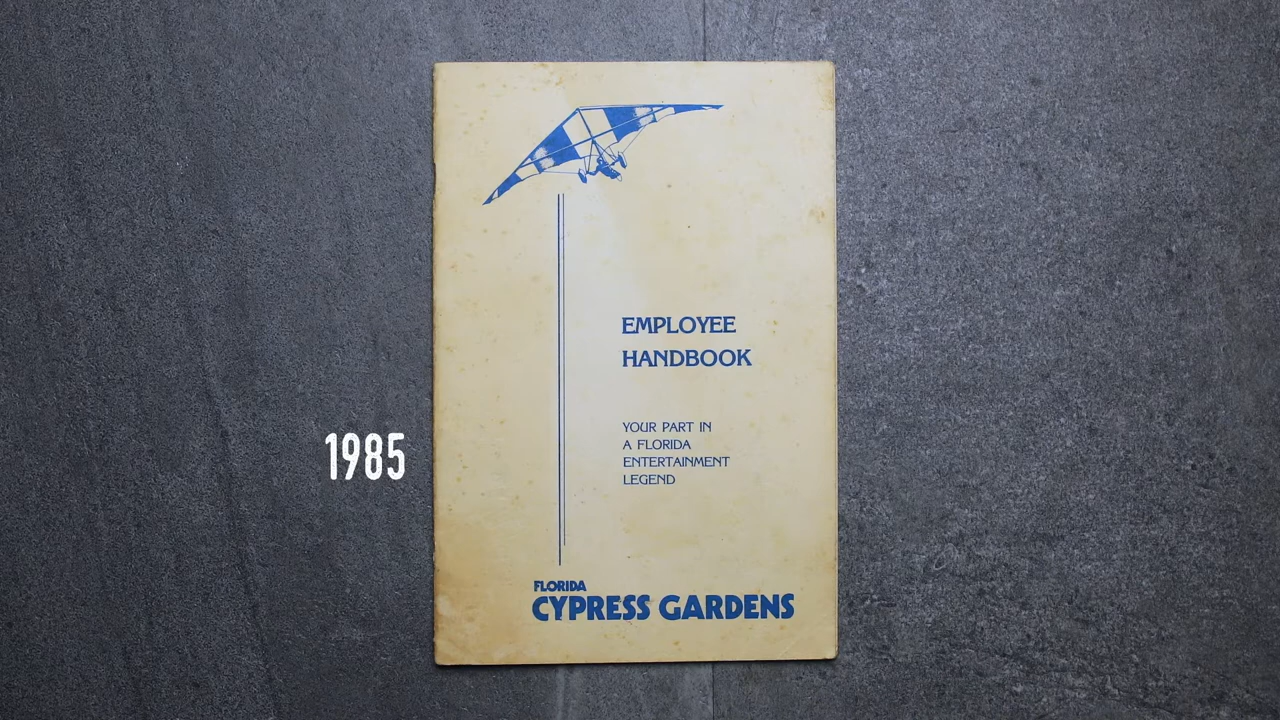 EMPLOYEE
HANDBOOK
YOUR PART IN
A FLORIDA
ENTERTAINMENT
LEGEND
1985
FLORIDA
CYPRESS GARDENS